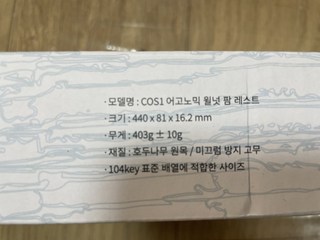 · 모델명 : COS1 어고노믹 월넛 팜 레스트
· 크기 : 440 x 81 x 16.2 mm
· 무게 : 403g ± 10g
· 재질 : 호두나무 원목 / 미끄럼 방지 고무
· 104key 표준 배열에 적합한 사이즈